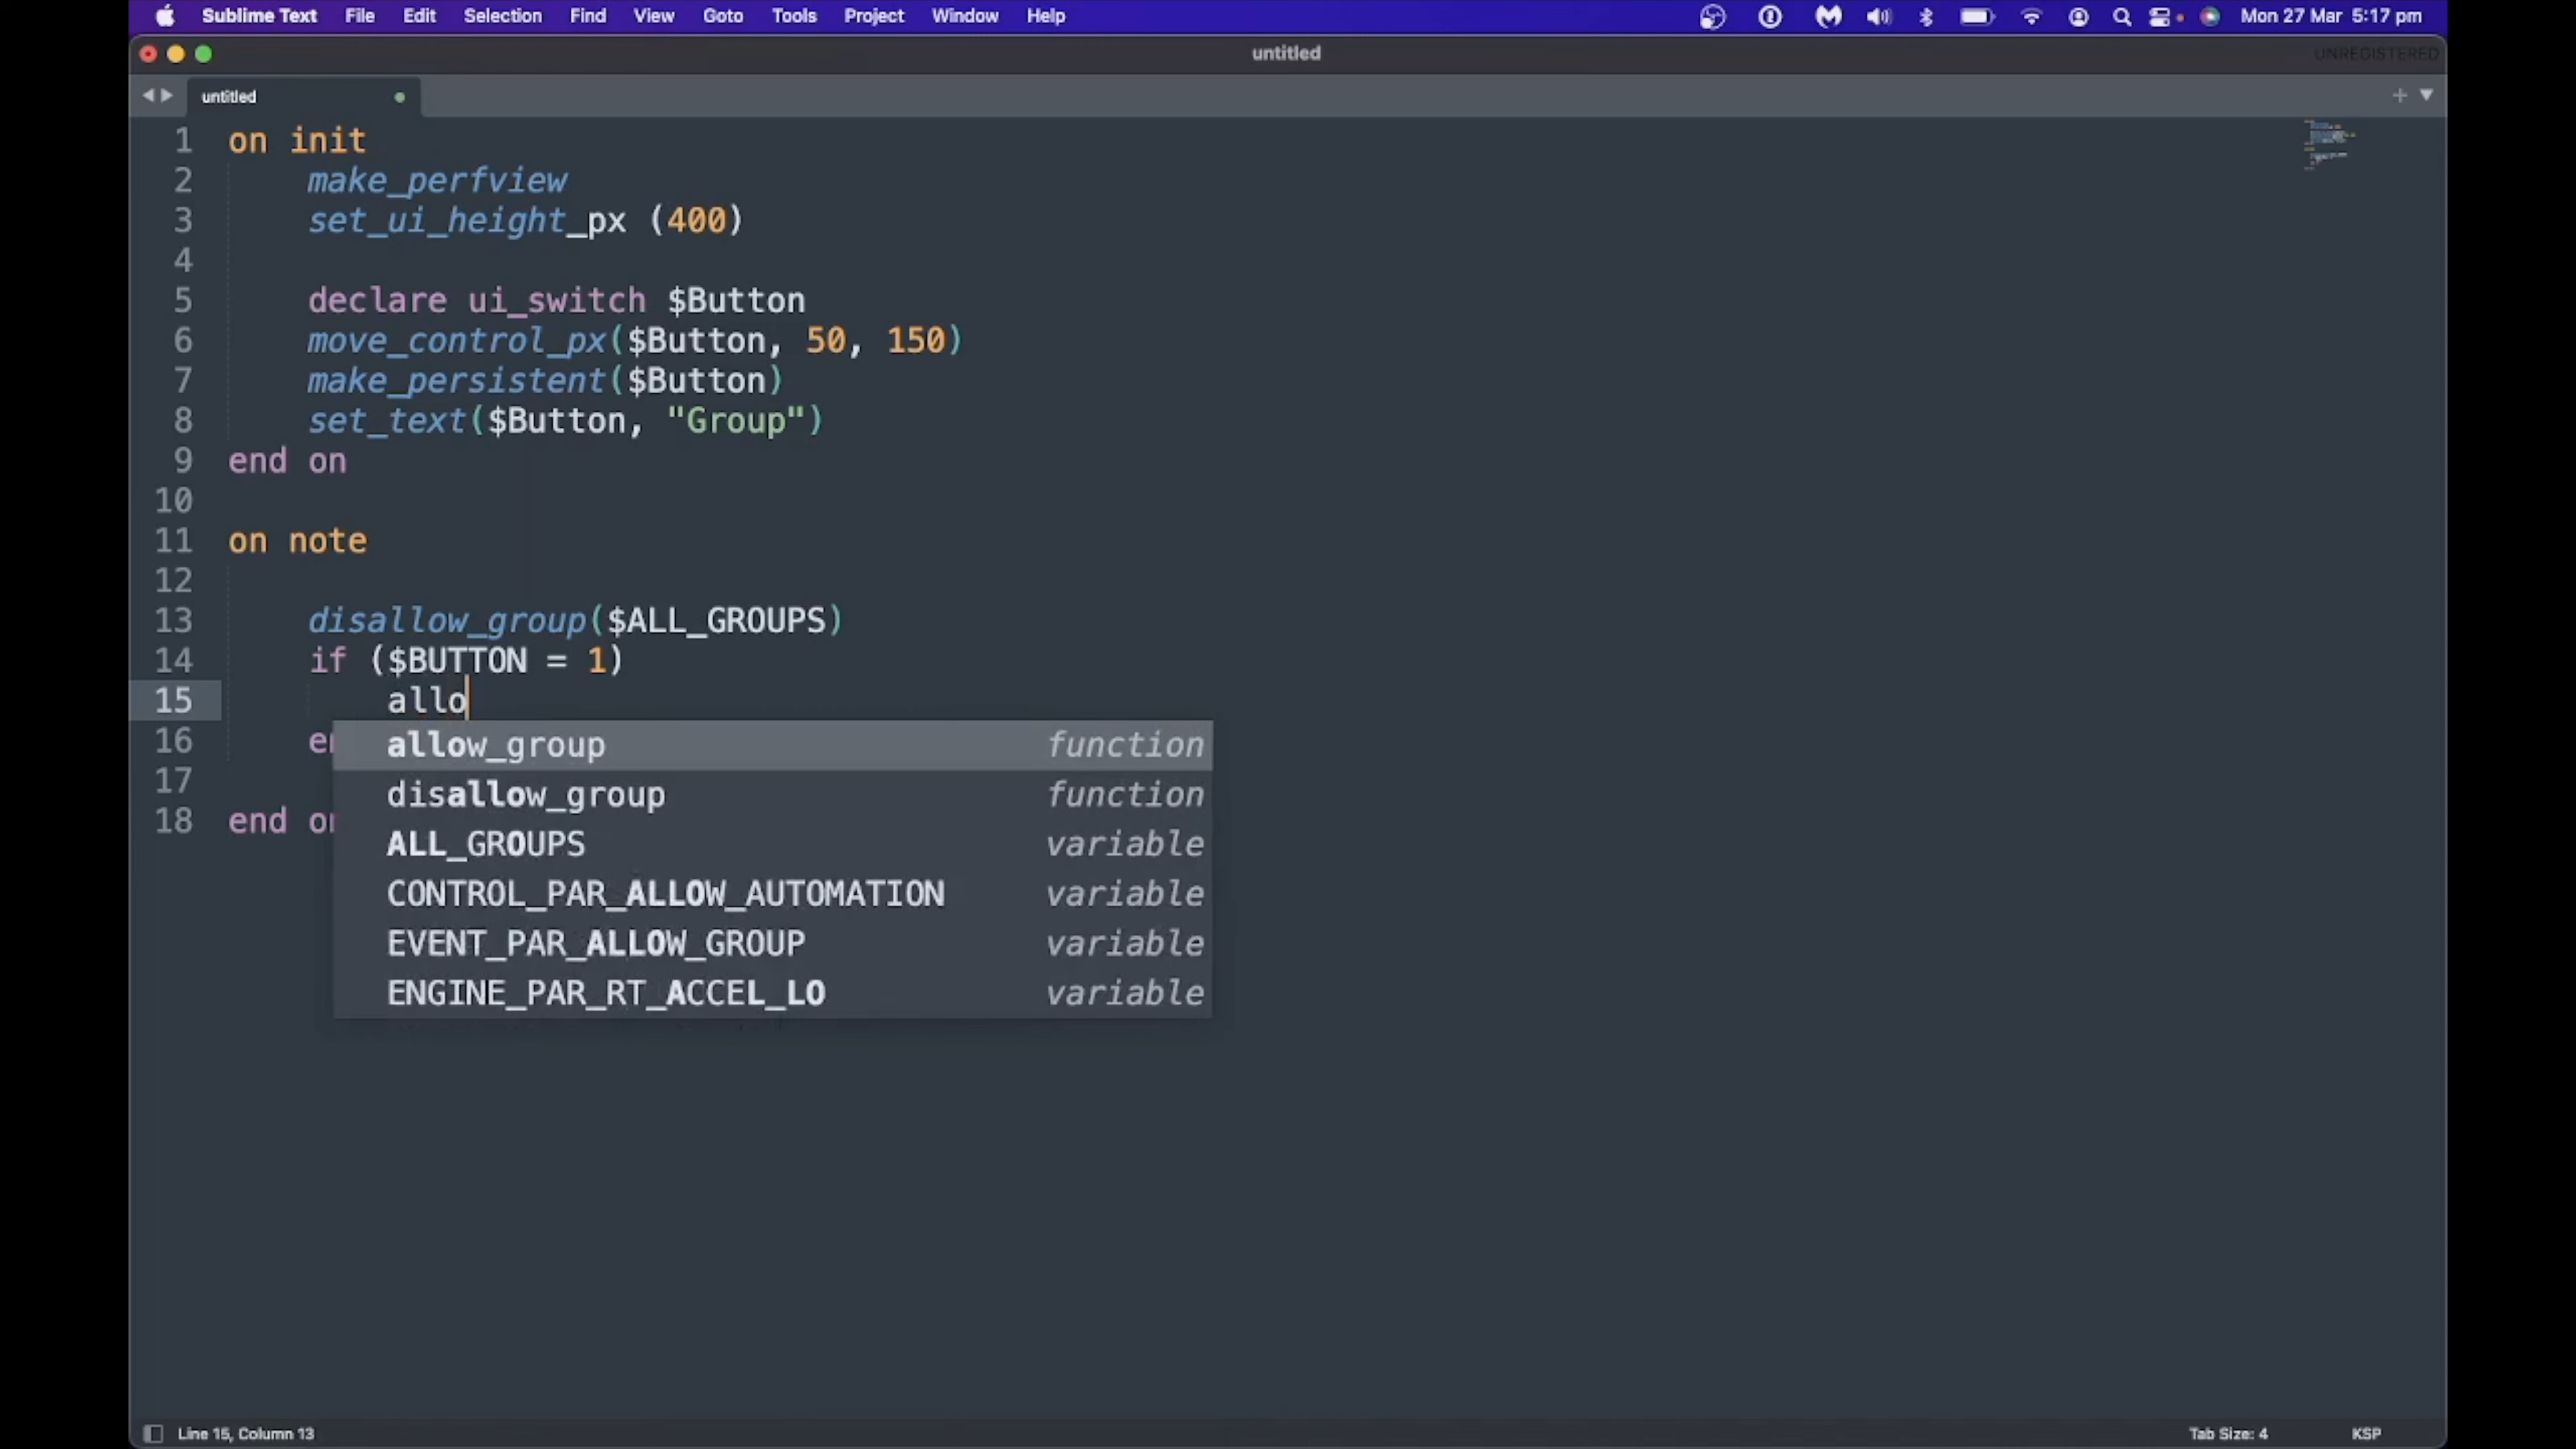 Sublime Text File Edit Selection Find View Goto Tools Project Window Help Mon 27 Mar 5:17 pm
untitled UNREGISTERED
untitled
1 on init
2 make_perfview
3 set_ui_height_px (400)
4
5 declare ui_switch $Button
6 move_control_px($Button, 50, 150)
7 make_persistent($Button)
8 set_text($Button, "Group")
9 end on
10
11 on note
12
13 disallow_group($ALL_GROUPS)
14 if ($BUTTON = 1)
15 allo
16 en
allow_group function
17
disallow_group function
18 end on
ALL_GROUPS variable
CONTROL_PAR_ALLOW_AUTOMATION variable
EVENT_PAR_ALLOW_GROUP variable
ENGINE_PAR_RT_ACCEL_LO variable
Line 15, Column 13 Tab Size: 4 KSP